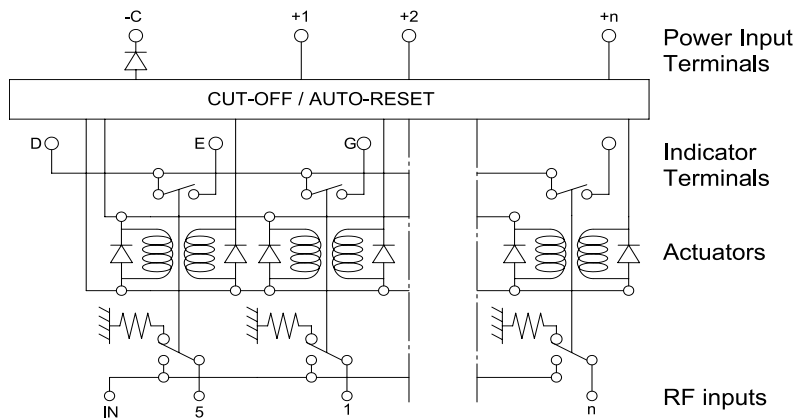 -C
+1
+2
+n
Power Input
Terminals
CUT-OFF / AUTO-RESET
D
E
G
Indicator
Terminals
Actuators
IN
5
1
n
RF inputs